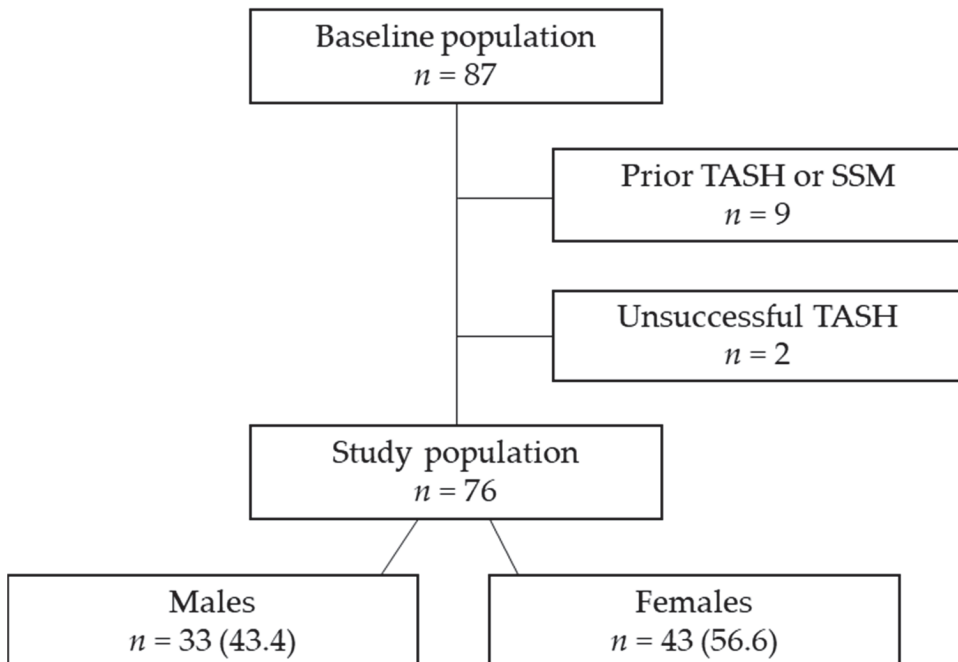 Baseline population
n = 87
Prior TASH or SSM
n = 9
Unsuccessful TASH
n = 2
Study population
n = 76
Males
n = 33 (43.4)
Females
n = 43 (56.6)